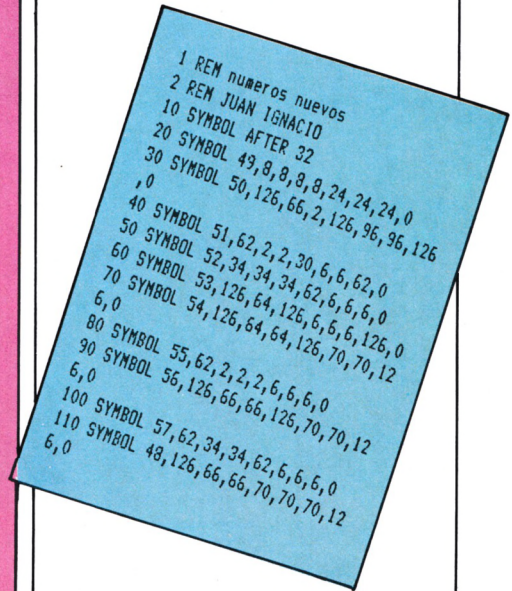 1 REM numeros nuevos
2 REM JUAN IGNACIO
10 SYMBOL AFTER 32
20 SYMBOL 49,8,8,8,8,24,24,24,0
30 SYMBOL 50,126,66,2,126,96,96,126
,0
40 SYMBOL 51,62,2,2,30,6,6,62,0
50 SYMBOL 52,34,34,34,62,6,6,6,0
60 SYMBOL 53,126,64,126,6,6,6,126,0
70 SYMBOL 54,126,64,64,126,70,70,12
6,0
80 SYMBOL 55,62,2,2,2,6,6,6,0
90 SYMBOL 56,126,66,66,126,70,70,12
6,0
100 SYMBOL 57,62,34,34,62,6,6,6,0
110 SYMBOL 48,126,66,66,70,70,70,12
6,0